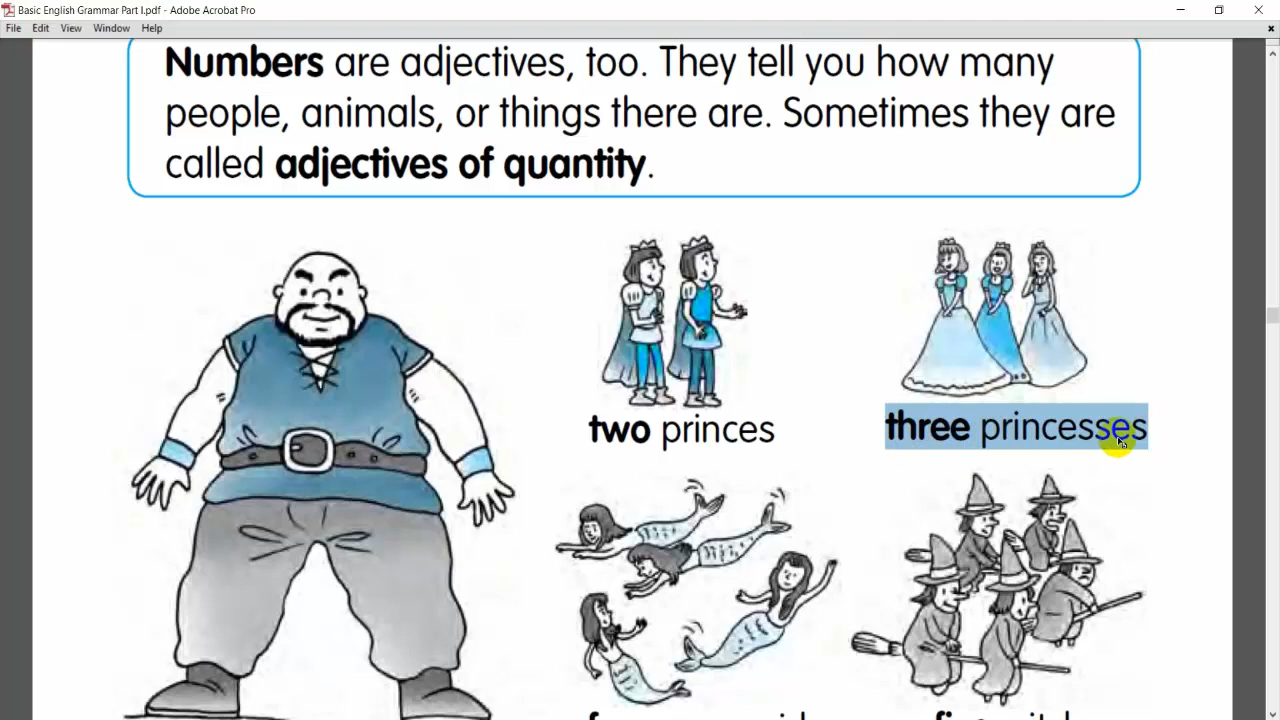 Basic English Grammar Part I.pdf - Adobe Acrobat Pro
File Edit View Window Help
Numbers are adjectives, too. They tell you how many
people, animals, or things there are. Sometimes they are
called adjectives of quantity.
two princes
three princesses